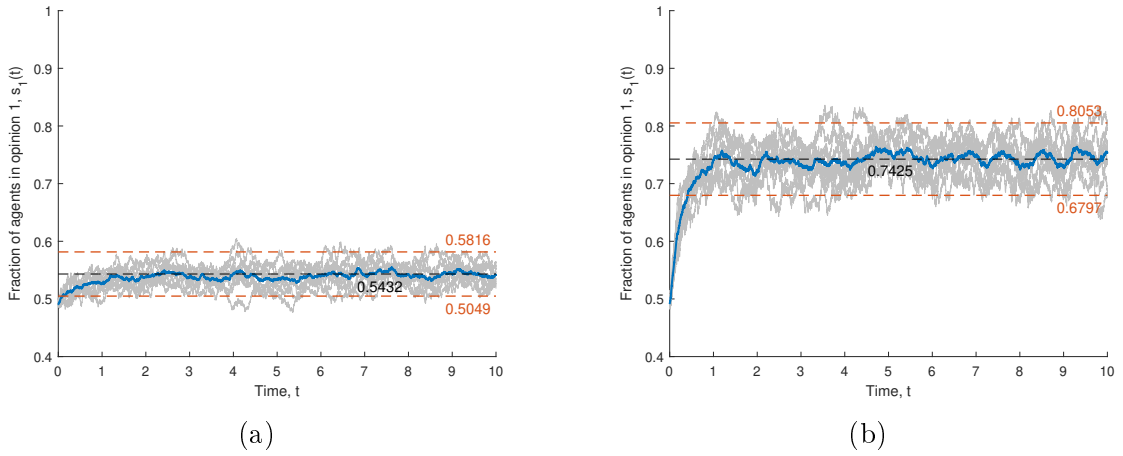 1
0.9
0.8
0.7
0.6
0.5
0.4
Fraction of agents in opinion 1, s1(t)
0.5816
0.5432
0.5049
0 1 2 3 4 5 6 7 8 9 10
Time, t
(a)
1
0.9
0.8
0.7
0.6
0.5
0.4
Fraction of agents in opinion 1, s1(t)
0.8053
0.7425
0.6797
0 1 2 3 4 5 6 7 8 9 10
Time, t
(b)